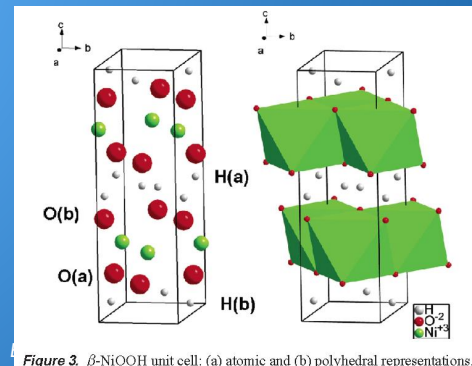 c
b
a
c
b
a
H(a)
O(b)
O(a)
H(b)
H
O-2
Ni+3
Figure 3. β-NiOOH unit cell: (a) atomic and (b) polyhedral representations.